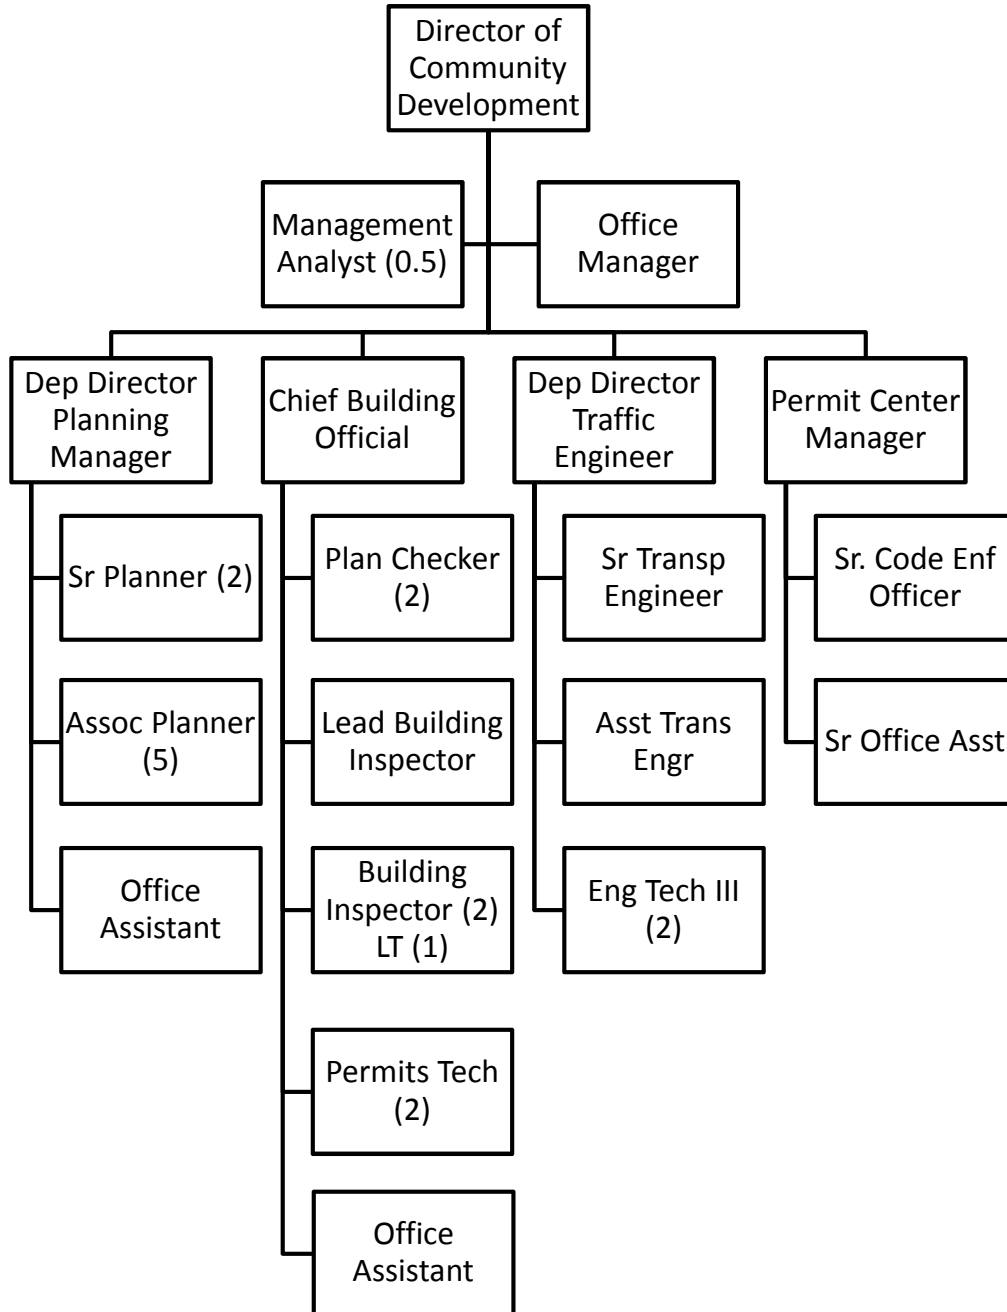 Director of
Community
Development
Management
Analyst (0.5)
Office
Manager
Dep Director
Planning
Manager
Chief Building
Official
Dep Director
Traffic
Engineer
Permit Center
Manager
Sr Planner (2)
Assoc Planner
(5)
Office
Assistant
Plan Checker
(2)
Lead Building
Inspector
Building
Inspector (2)
LT (1)
Permits Tech
(2)
Office
Assistant
Sr Transp
Engineer
Asst Trans
Engr
Eng Tech III
(2)
Sr. Code Enf
Officer
Sr Office Asst